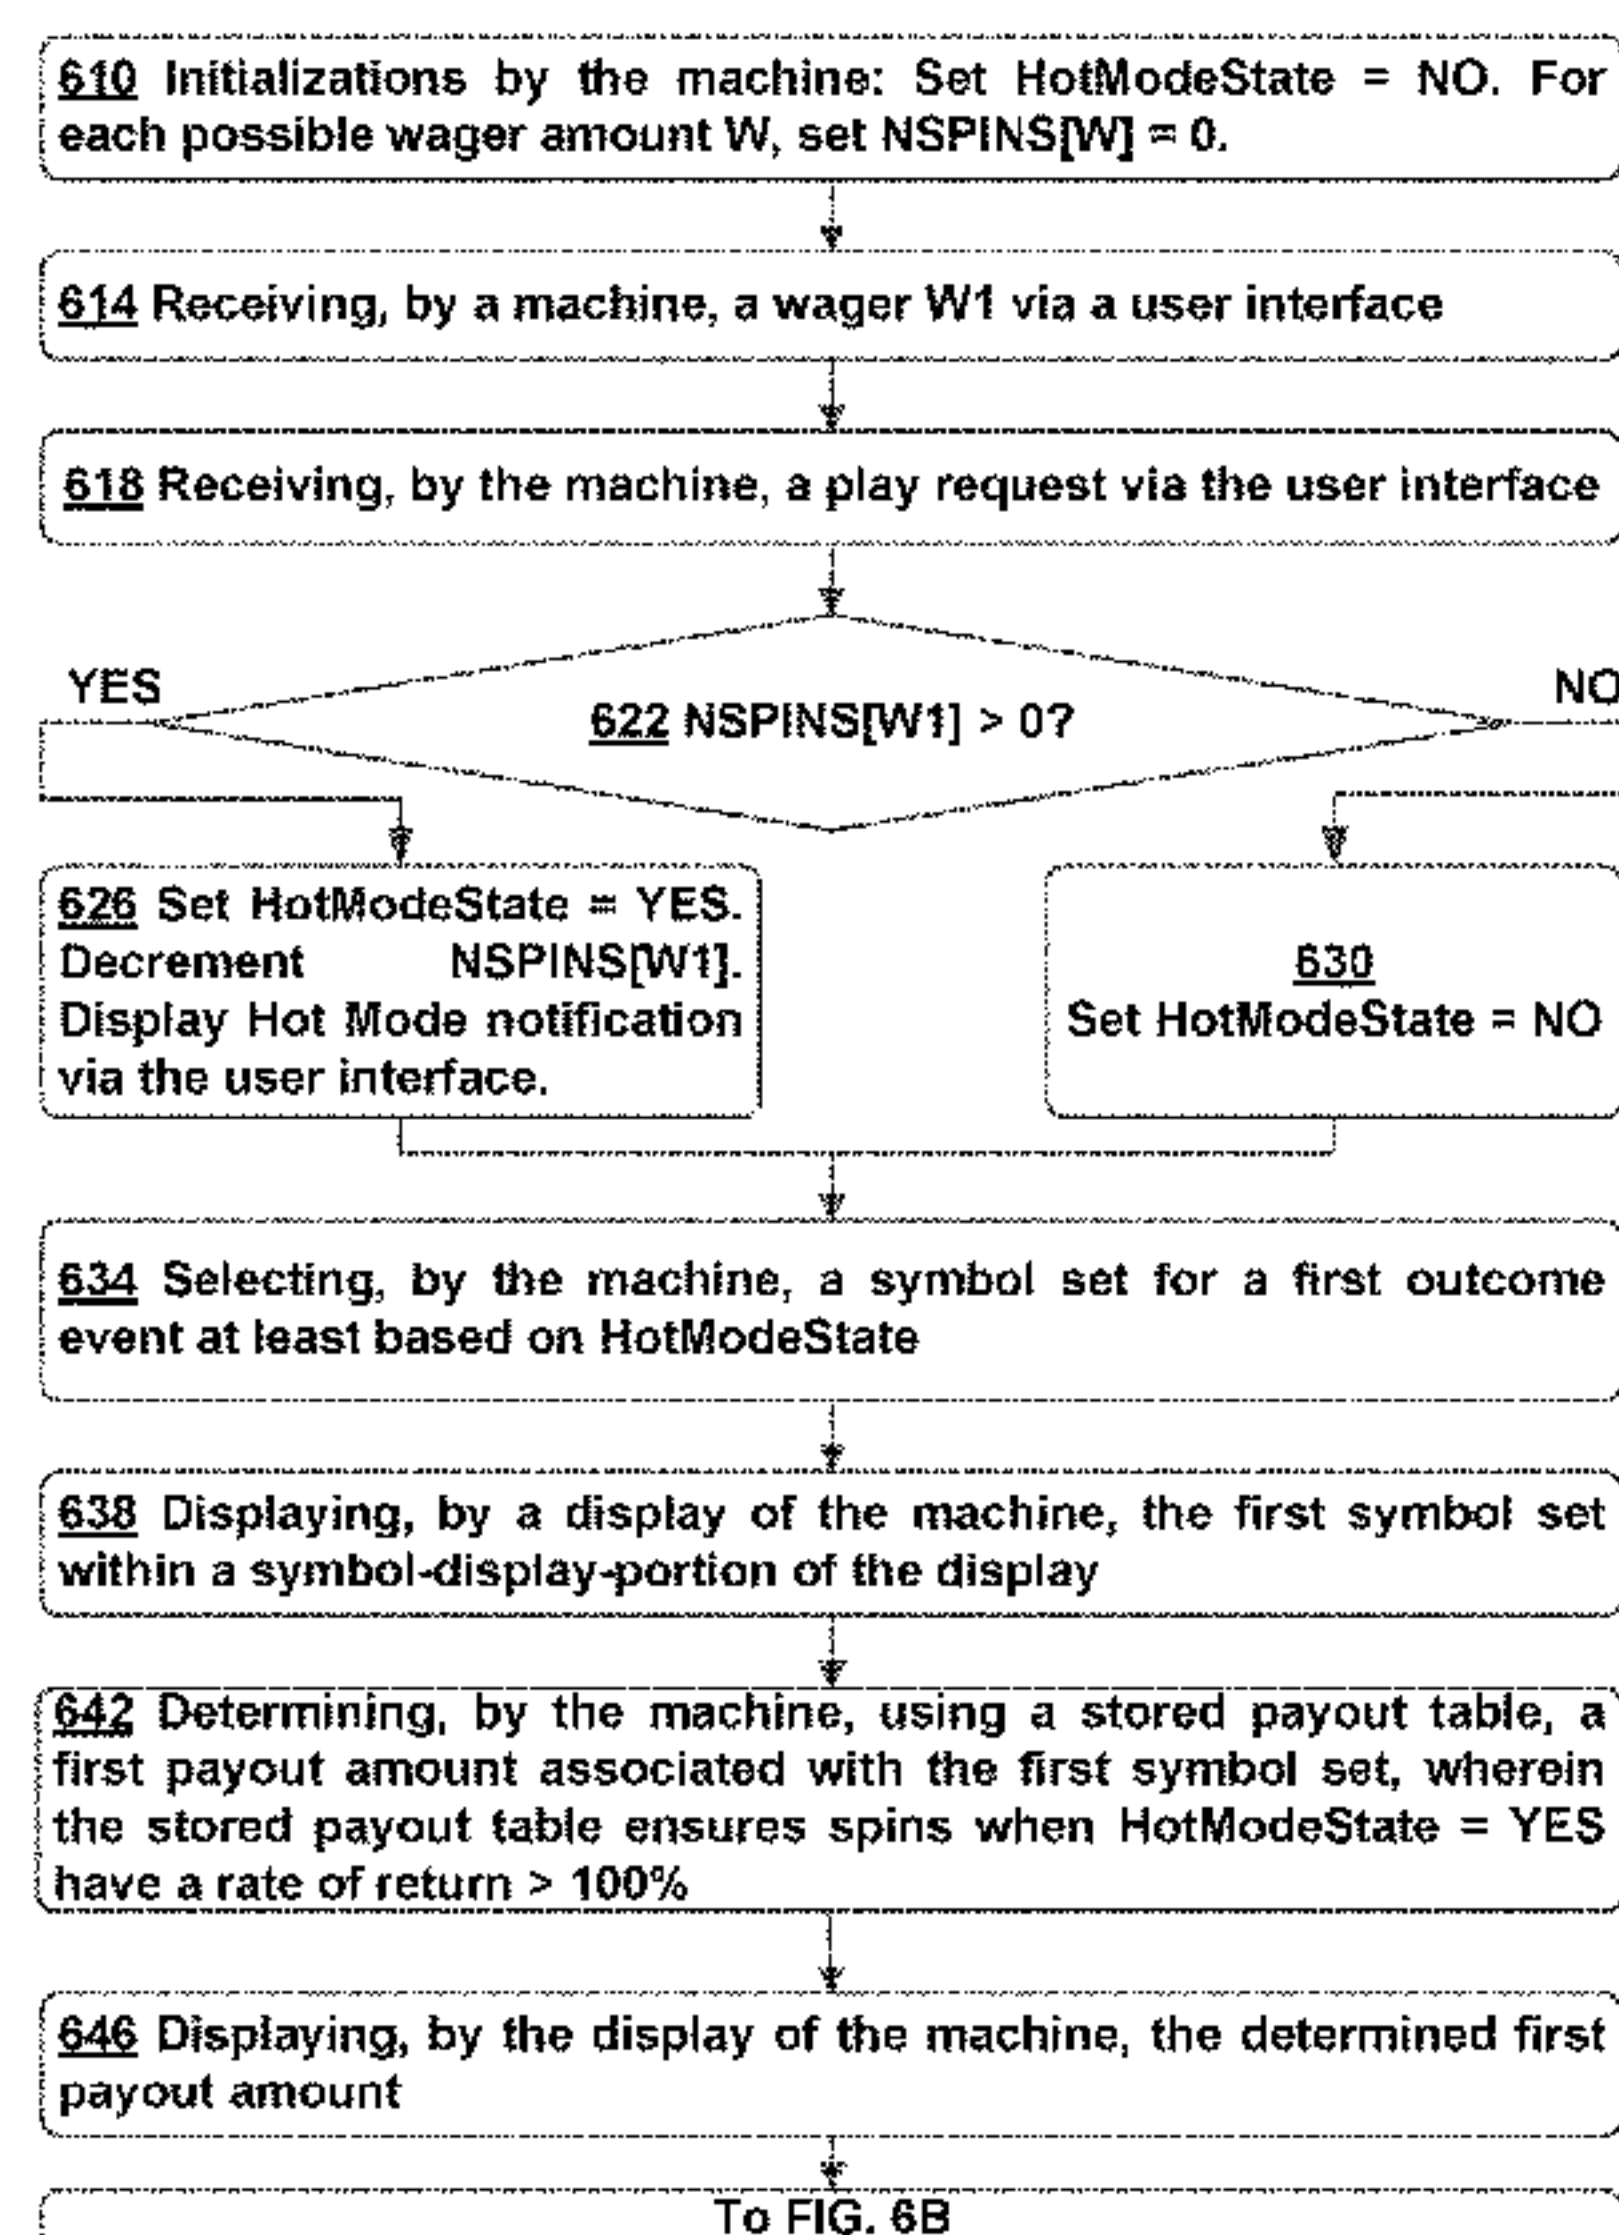 610 Initializations by the machine: Set HotModeState = NO. For
each possible wager amount W, set NSPINS[W] = 0.
614 Receiving, by a machine, a wager W1 via a user interface
618 Receiving, by the machine, a play request via the user interface
YES
NO
622 NSPINS[W1] > 0?
626 Set HotModeState = YES.
Decrement NSPINS[W1].
Display Hot Mode notification
via the user interface.
630
Set HotModeState = NO
634 Selecting, by the machine, a symbol set for a first outcome
event at least based on HotModeState
638 Displaying, by a display of the machine, the first symbol set
within a symbol-display-portion of the display
642 Determining, by the machine, using a stored payout table, a
first payout amount associated with the first symbol set, wherein
the stored payout table ensures spins when HotModeState = YES
have a rate of return > 100%
646 Displaying, by the display of the machine, the determined first
payout amount
To FIG. 6B